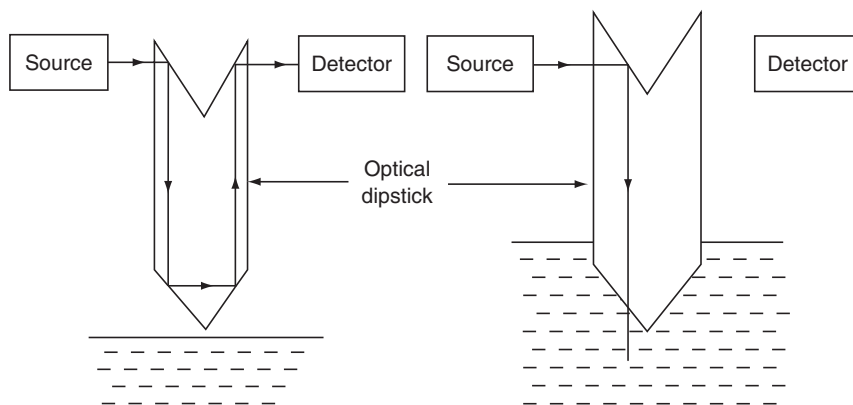 Source
Detector
Source
Detector
Optical
dipstick